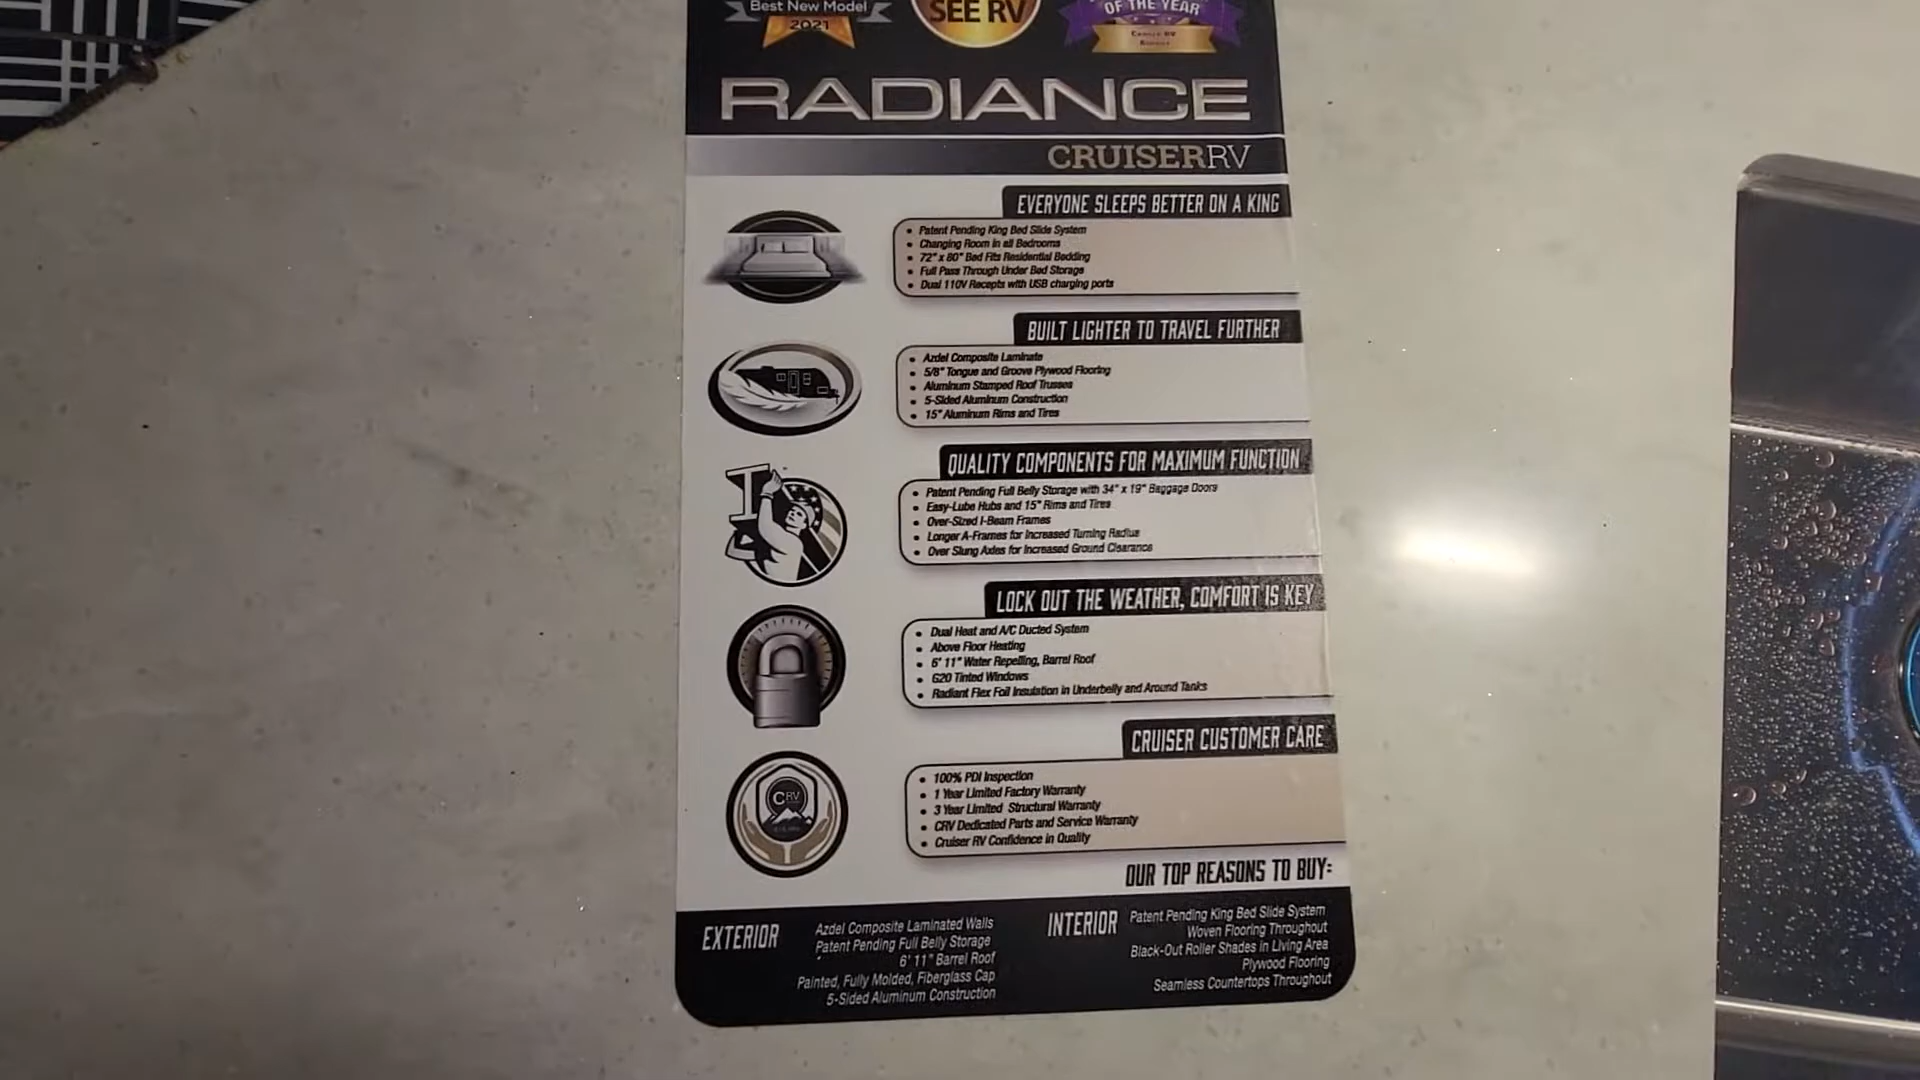 Best New Model
2021
SEE RV
OF THE YEAR
RADIANCE
CRUISERRV
EVERYONE SLEEPS BETTER ON A KING
• Patent Pending King Bed Slide System
• Changing Room in all Bedrooms
• 72" x 80" Bed Fits Residential Bedding
• Full Pass Through Under Bed Storage
• Dual 110V Recepts with USB charging ports
BUILT LIGHTER TO TRAVEL FURTHER
• Azdel Composite Laminate
• 5/8" Tongue and Groove Plywood Flooring
• Aluminum Stamped Roof Trusses
• 5-Sided Aluminum Construction
• 15" Aluminum Rims and Tires
QUALITY COMPONENTS FOR MAXIMUM FUNCTION
• Patent Pending Full Belly Storage with 34" x 19" Baggage Doors
• Easy-Lube Hubs and 15" Rims and Tires
• Over-Sized I-Beam Frames
• Longer A-Frames for Increased Turning Radius
• Over Slung Axles for Increased Ground Clearance
LOCK OUT THE WEATHER, COMFORT IS KEY
• Dual Heat and A/C Ducted System
• Above Floor Heating
• 6' 11" Water Repelling, Barrel Roof
• G20 Tinted Windows
• Radiant Flex Foil Insulation in Underbelly and Around Tanks
CRUISER CUSTOMER CARE
CRV
• 100% PDI Inspection
• 1 Year Limited Factory Warranty
• 3 Year Limited Structural Warranty
• CRV Dedicated Parts and Service Warranty
• Cruiser RV Confidence in Quality
OUR TOP REASONS TO BUY:
EXTERIOR
Azdel Composite Laminated Walls
Patent Pending Full Belly Storage
6' 11" Barrel Roof
Painted, Fully Molded, Fiberglass Cap
5-Sided Aluminum Construction
INTERIOR
Patent Pending King Bed Slide System
Woven Flooring Throughout
Black-Out Roller Shades in Living Area
Plywood Flooring
Seamless Countertops Throughout